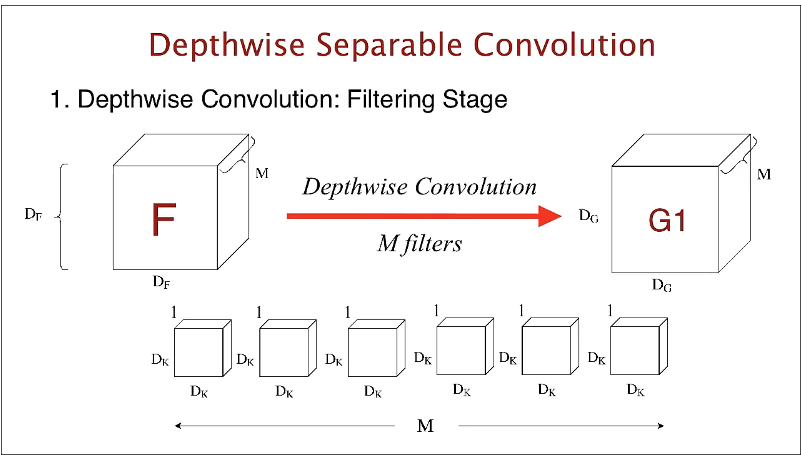 Depthwise Separable Convolution
1. Depthwise Convolution: Filtering Stage
M
M
Depthwise Convolution
D_F
F
D_G
G1
M filters
D_F
D_G
1
1
1
1
1
1
D_K
D_K
D_K
D_K
D_K
D_K
D_K
D_K
D_K
D_K
D_K
D_K
M